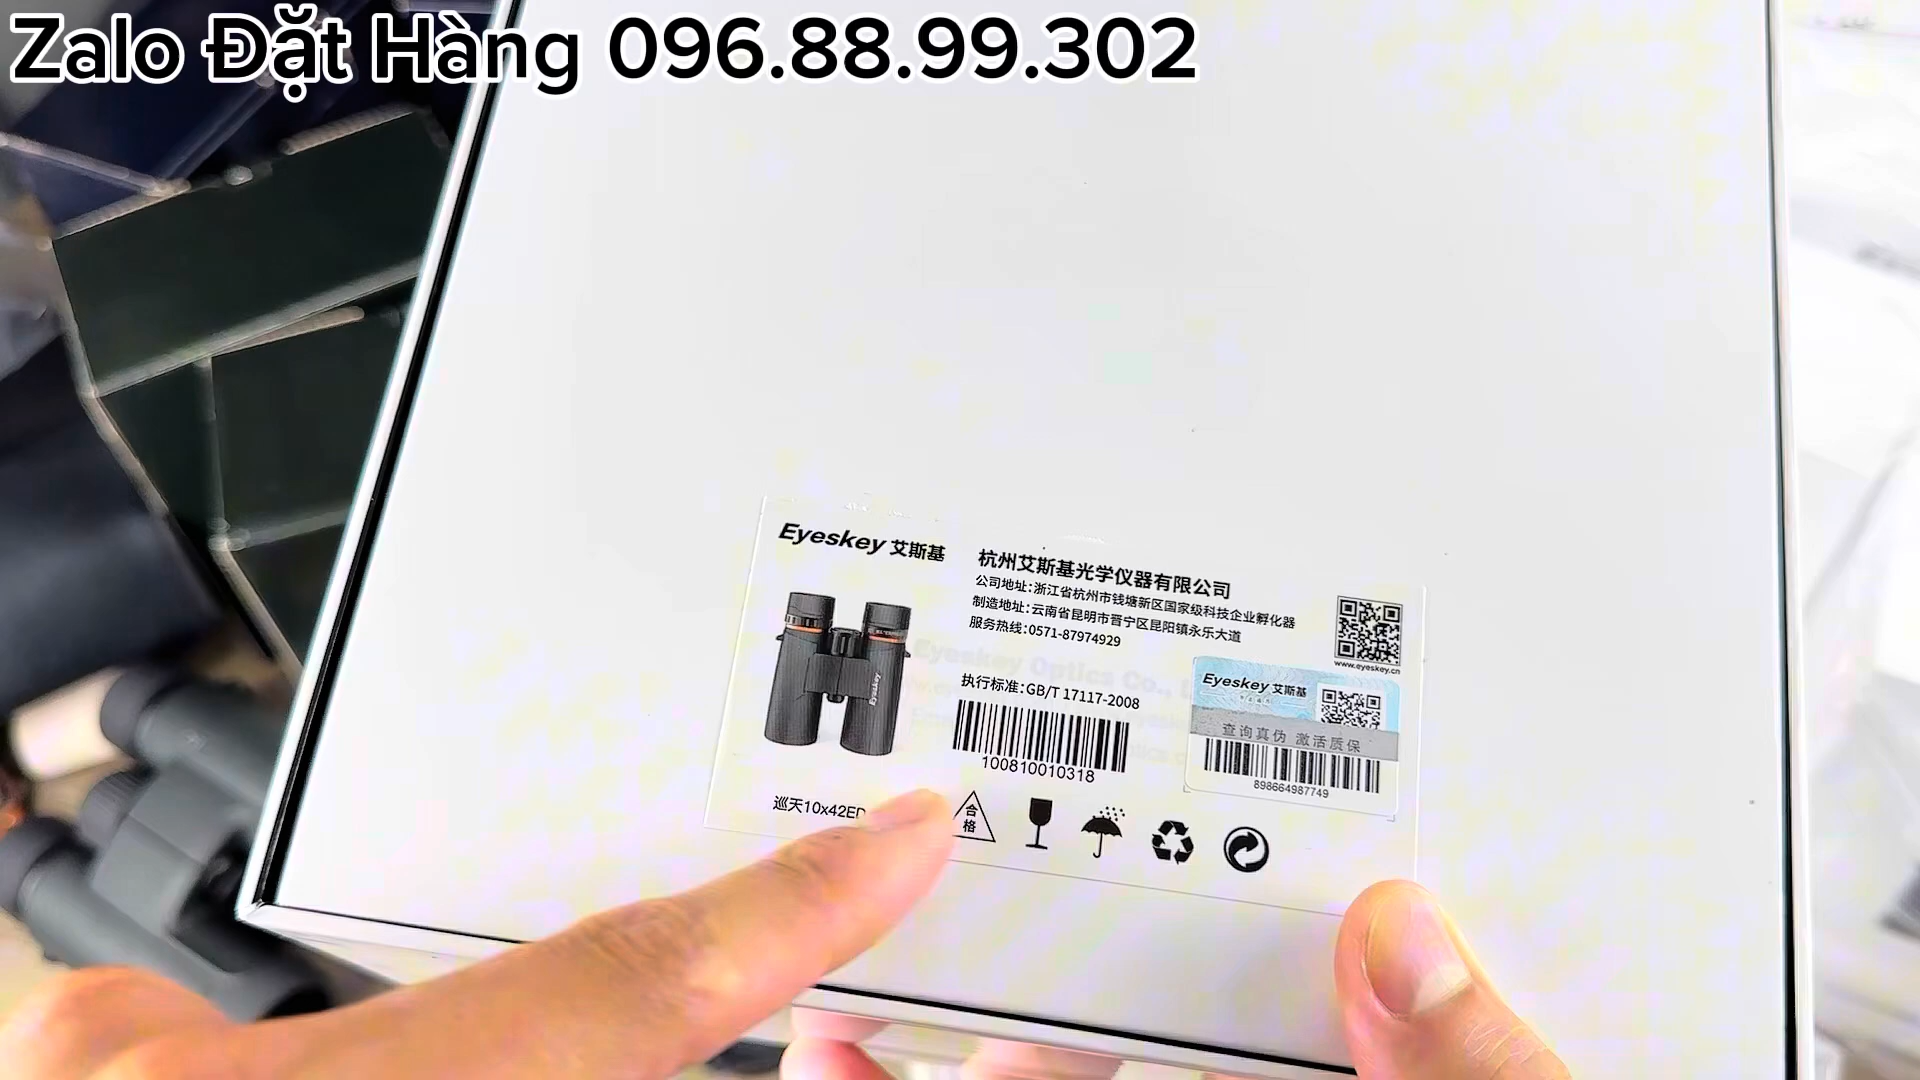 Zalo Đặt Hàng 096.88.99.302
Eyeskey 艾斯基
杭州艾斯基光学仪器有限公司
公司地址:浙江省杭州市钱塘新区国家级科技企业孵化器
制造地址:云南省昆明市晋宁区昆阳镇永乐大道
服务热线:0571-87974929
www.eyeskey.cn
Eyeskey
Eyeskey Optics Co.,
执行标准:GB/T 17117-2008
100810010318
Eyeskey 艾斯基
查询真伪 激活质保
898664987749
巡天10x42ED
合格